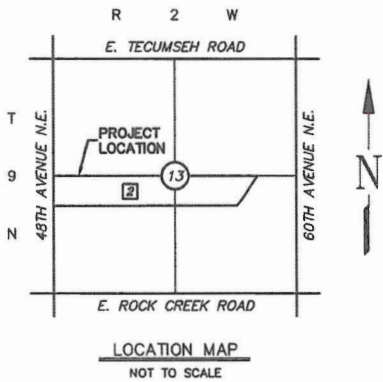 R 2 W
E. TECUMSEH ROAD
T
9
N
48TH AVENUE N.E.
PROJECT
LOCATION
13
2
60TH AVENUE N.E.
N
E. ROCK CREEK ROAD
LOCATION MAP
NOT TO SCALE